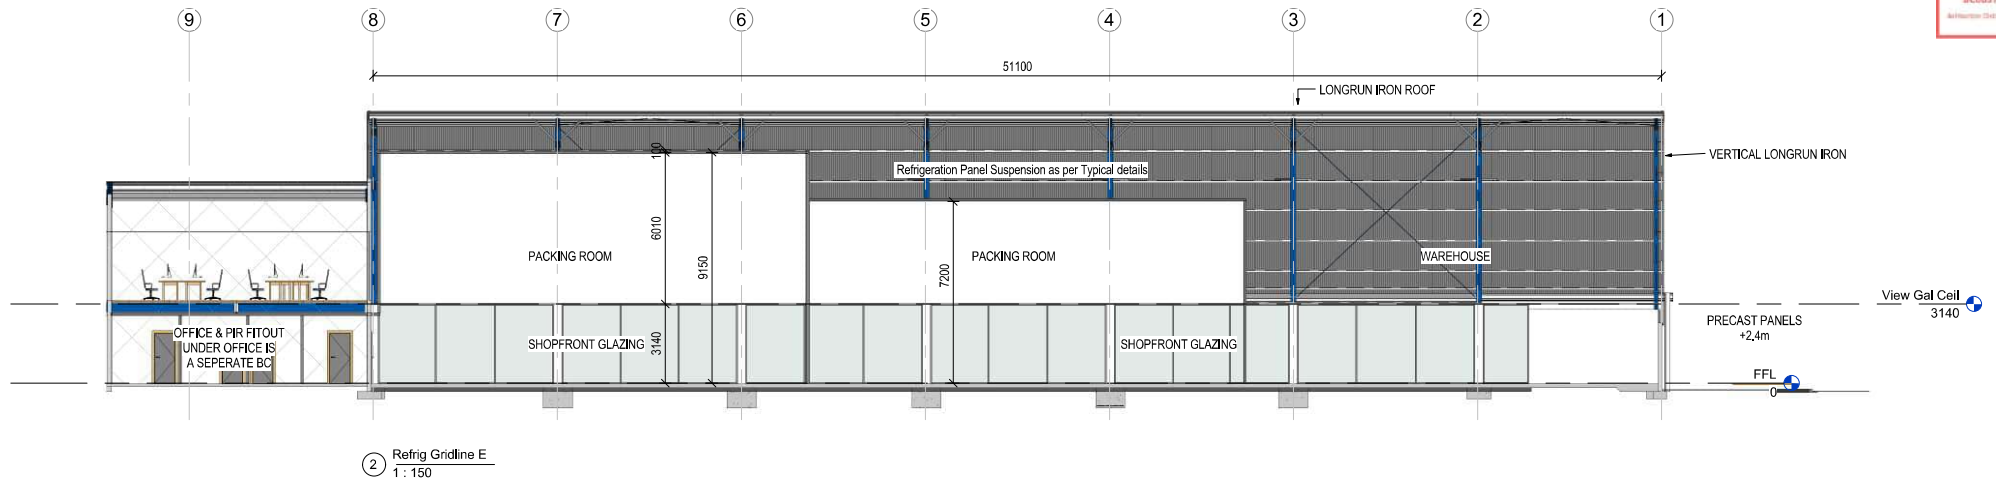 9
8
7
6
5
4
3
2
1
51100
LONGRUN IRON ROOF
VERTICAL LONGRUN IRON
Refrigeration Panel Suspension as per Typical details
6010
9150
7200
PACKING ROOM
PACKING ROOM
WAREHOUSE
View Gal Ceil
3140
PRECAST PANELS
+2.4m
OFFICE & PIR FITOUT
UNDER OFFICE IS
A SEPERATE BC
SHOPFRONT GLAZING
3140
SHOPFRONT GLAZING
FFL
0
2
Refrig Gridline E
1 : 150